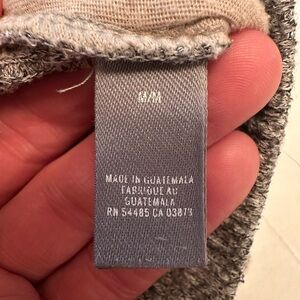 M/M
MADE IN GUATEMALA
FABRIQUE AU
GUATEMALA
RN 54485 CA 03873